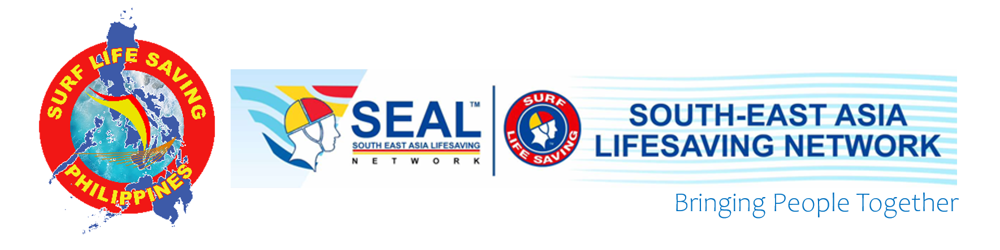 SURF LIFE SAVING
PHILIPPINES
SEAL™
SOUTH EAST ASIA LIFESAVING
NETWORK
SURF
LIFE SAVING
SOUTH-EAST ASIA
LIFESAVING NETWORK
Bringing People Together